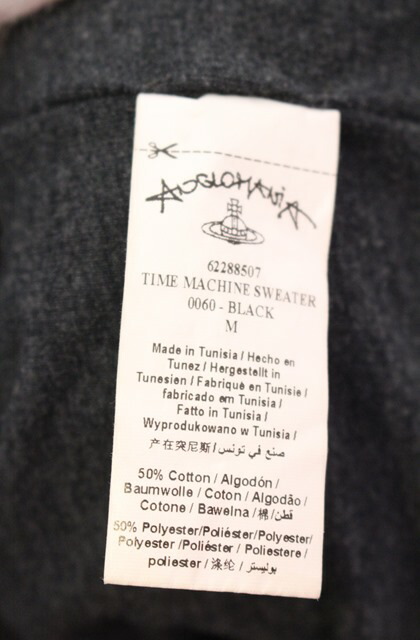 ANGLOMANIA
62288507
TIME MACHINE SWEATER
0060 - BLACK
M
Made in Tunisia / Hecho en
Tunez / Hergestellt in
Tunesien / Fabriqué en Tunisie /
fabricado em Tunisia /
Fatto in Tunisia /
Wyprodukowano w Tunisia /
产在突尼斯/ صنع في تونس/
50% Cotton / Algodón /
Baumwolle / Coton / Algodão /
Cotone / Bawelna /棉/قطن/
50% Polyester/Poliéster/Polyester/
Polyester /Poliéster / Poliestere /
poliester / 涤纶 / بوليستر/